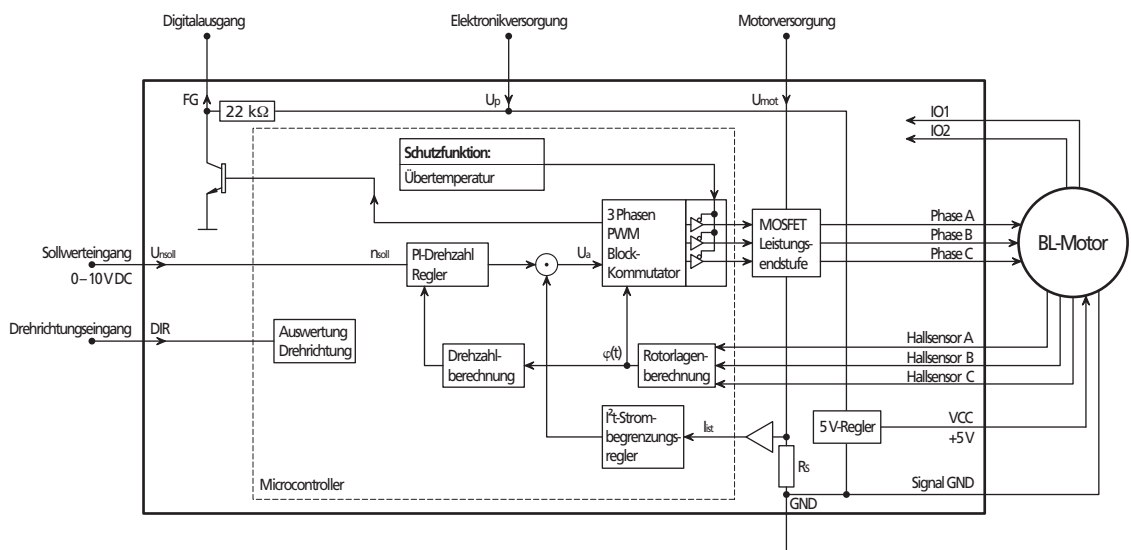 Digitalausgang
Elektronikversorgung
Motorversorgung
FG
22 kΩ
Up
Umot
IO1
IO2
Schutzfunktion:
Übertemperatur
3 Phasen
PWM
Block-
Kommutator
MOSFET
Leistungs-
endstufe
Phase A
Phase B
Phase C
BL-Motor
Sollwerteingang
0–10 V DC
Unsoll
nsoll
PI-Drehzahl
Regler
Ua
Drehrichtungseingang
DIR
Auswertung
Drehrichtung
Drehzahl-
berechnung
φ(t)
Rotorlagen-
berechnung
Hallsensor A
Hallsensor B
Hallsensor C
I²t-Strom-
begrenzungs-
regler
Iist
5 V-Regler
VCC
+5 V
RS
Microcontroller
Signal GND
GND